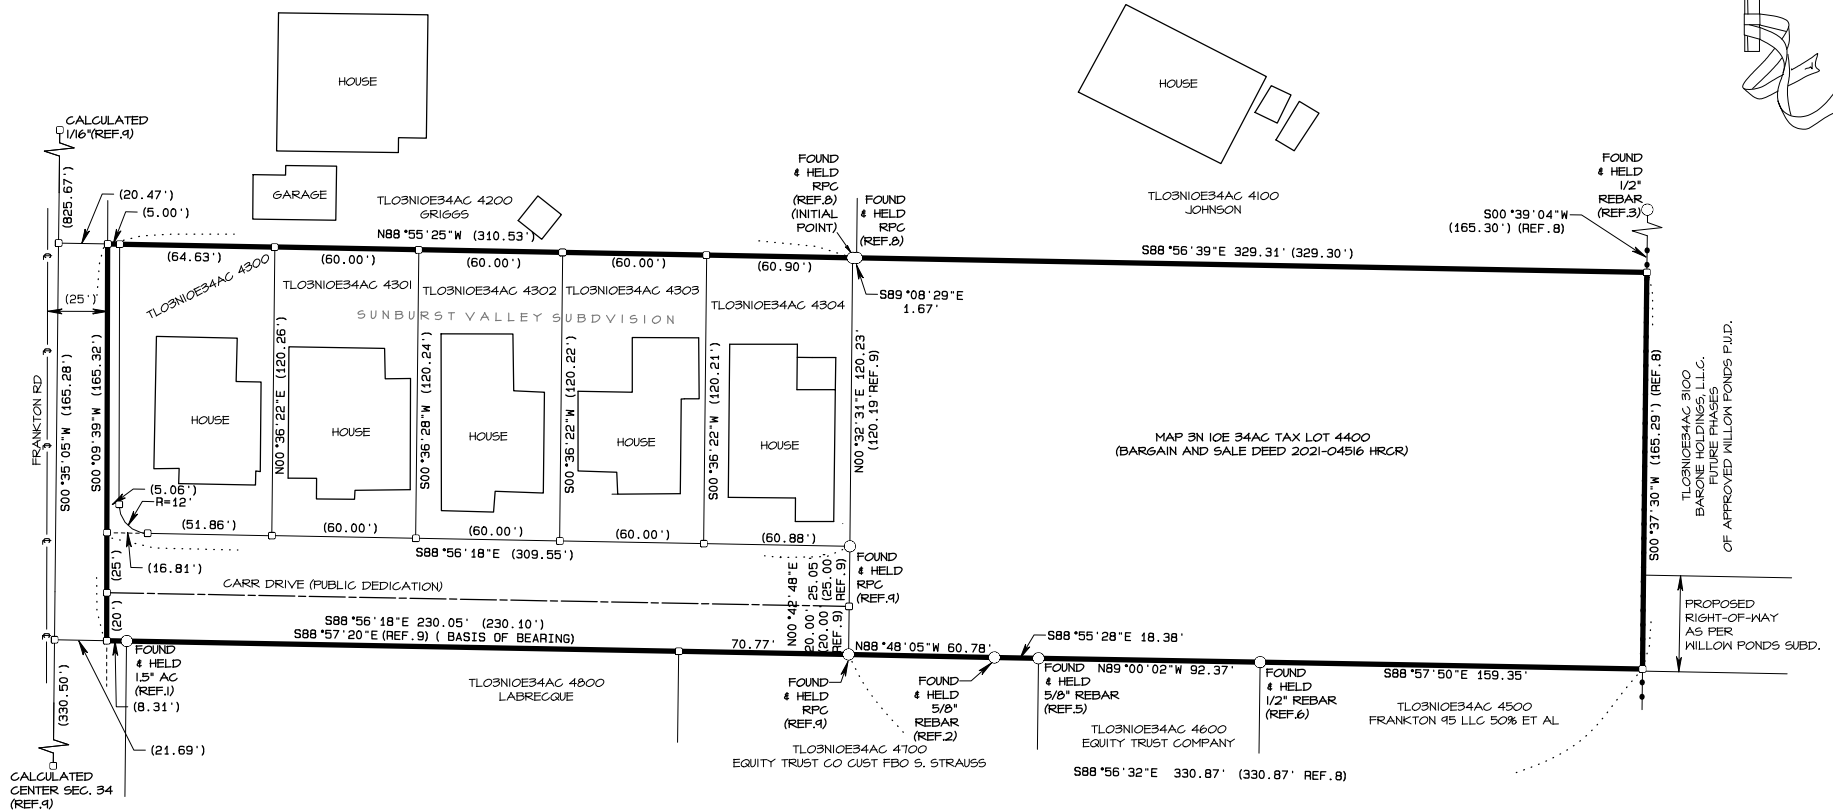 HOUSE
HOUSE
CALCULATED
1/16"(REF.9)
(825.67')
(20.47')
(5.00')
GARAGE
TL03N10E34AC 4200
GRIGGS
N88°55'25"W (310.53')
FOUND
& HELD
RPC
(REF.8)
(INITIAL
POINT)
FOUND
& HELD
RPC
(REF.8)
TL03N10E34AC 4100
JOHNSON
FOUND
& HELD
1/2"
REBAR
(REF.3)
S00°39'04"W
(165.30') (REF.8)
S88°56'39"E 329.31' (329.30')
(64.63')
(60.00')
(60.00')
(60.00')
(60.90')
S89°08'29"E
1.67'
(25')
TL03N10E34AC 4300
TL03N10E34AC 4301
TL03N10E34AC 4302
TL03N10E34AC 4303
TL03N10E34AC 4304
SUNBURST VALLEY SUBDVISION
FRANKTON RD
S00°35'05"W (165.28')
S00°09'39"W (165.32')
N00°36'22"E (120.26')
S00°36'28"W (120.24')
S00°36'22"W (120.22')
S00°36'22"W (120.21')
N00°32'31"E 120.23'
(120.19'REF.9)
HOUSE
HOUSE
HOUSE
HOUSE
HOUSE
MAP 3N 10E 34AC TAX LOT 4400
(BARGAIN AND SALE DEED 2021-04516 HRCR)
S00°37'30"W (165.29') (REF.8)
TL03N10E34AC 3100
BARONE HOLDINGS, L.L.C.
FUTURE PHASES
OF APPROVED WILLOW PONDS P.U.D.
(5.06')
R=12'
(51.86')
(60.00')
(60.00')
(60.00')
(60.88')
S88°56'18"E (309.55')
(16.81')
(25')
(20')
CARR DRIVE (PUBLIC DEDICATION)
FOUND
& HELD
RPC
(REF.9)
N00°42'48"E
20.00' 25.05'
(20.00' (25.00'
REF.9) REF.9)
S88°56'18"E 230.05' (230.10')
S88°57'20"E(REF.9) ( BASIS OF BEARING)
70.77'
N88°48'05"W 60.78'
S88°55'28"E 18.38'
N89°00'02"W 92.37'
S88°57'50"E 159.35'
PROPOSED
RIGHT-OF-WAY
AS PER
WILLOW PONDS SUBD.
FOUND
& HELD
1.5" AC
(REF.1)
(8.31')
(21.69')
(330.50')
CALCULATED
CENTER SEC. 34
(REF.9)
TL03N10E34AC 4800
LABRECQUE
FOUND
& HELD
RPC
(REF.9)
FOUND
& HELD
5/8"
REBAR
(REF.2)
FOUND
& HELD
5/8" REBAR
(REF.5)
FOUND
& HELD
1/2" REBAR
(REF.6)
TL03N10E34AC 4700
EQUITY TRUST CO CUST FBO S. STRAUSS
TL03N10E34AC 4600
EQUITY TRUST COMPANY
TL03N10E34AC 4500
FRANKTON 95 LLC 50% ET AL
S88°56'32"E 330.87' (330.87' REF.8)